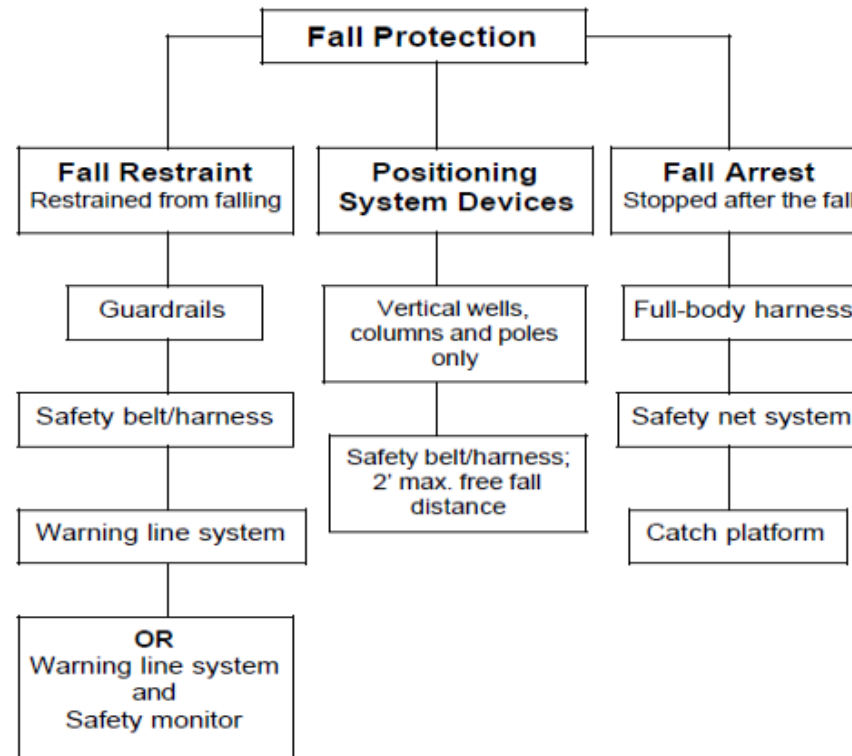 Fall Protection
Fall Restraint
Restrained from falling
Guardrails
Safety belt/harness
Warning line system
OR
Warning line system
and
Safety monitor
Positioning
System Devices
Vertical wells,
columns and poles
only
Safety belt/harness;
2' max. free fall
distance
Fall Arrest
Stopped after the fall
Full-body harness
Safety net system
Catch platform